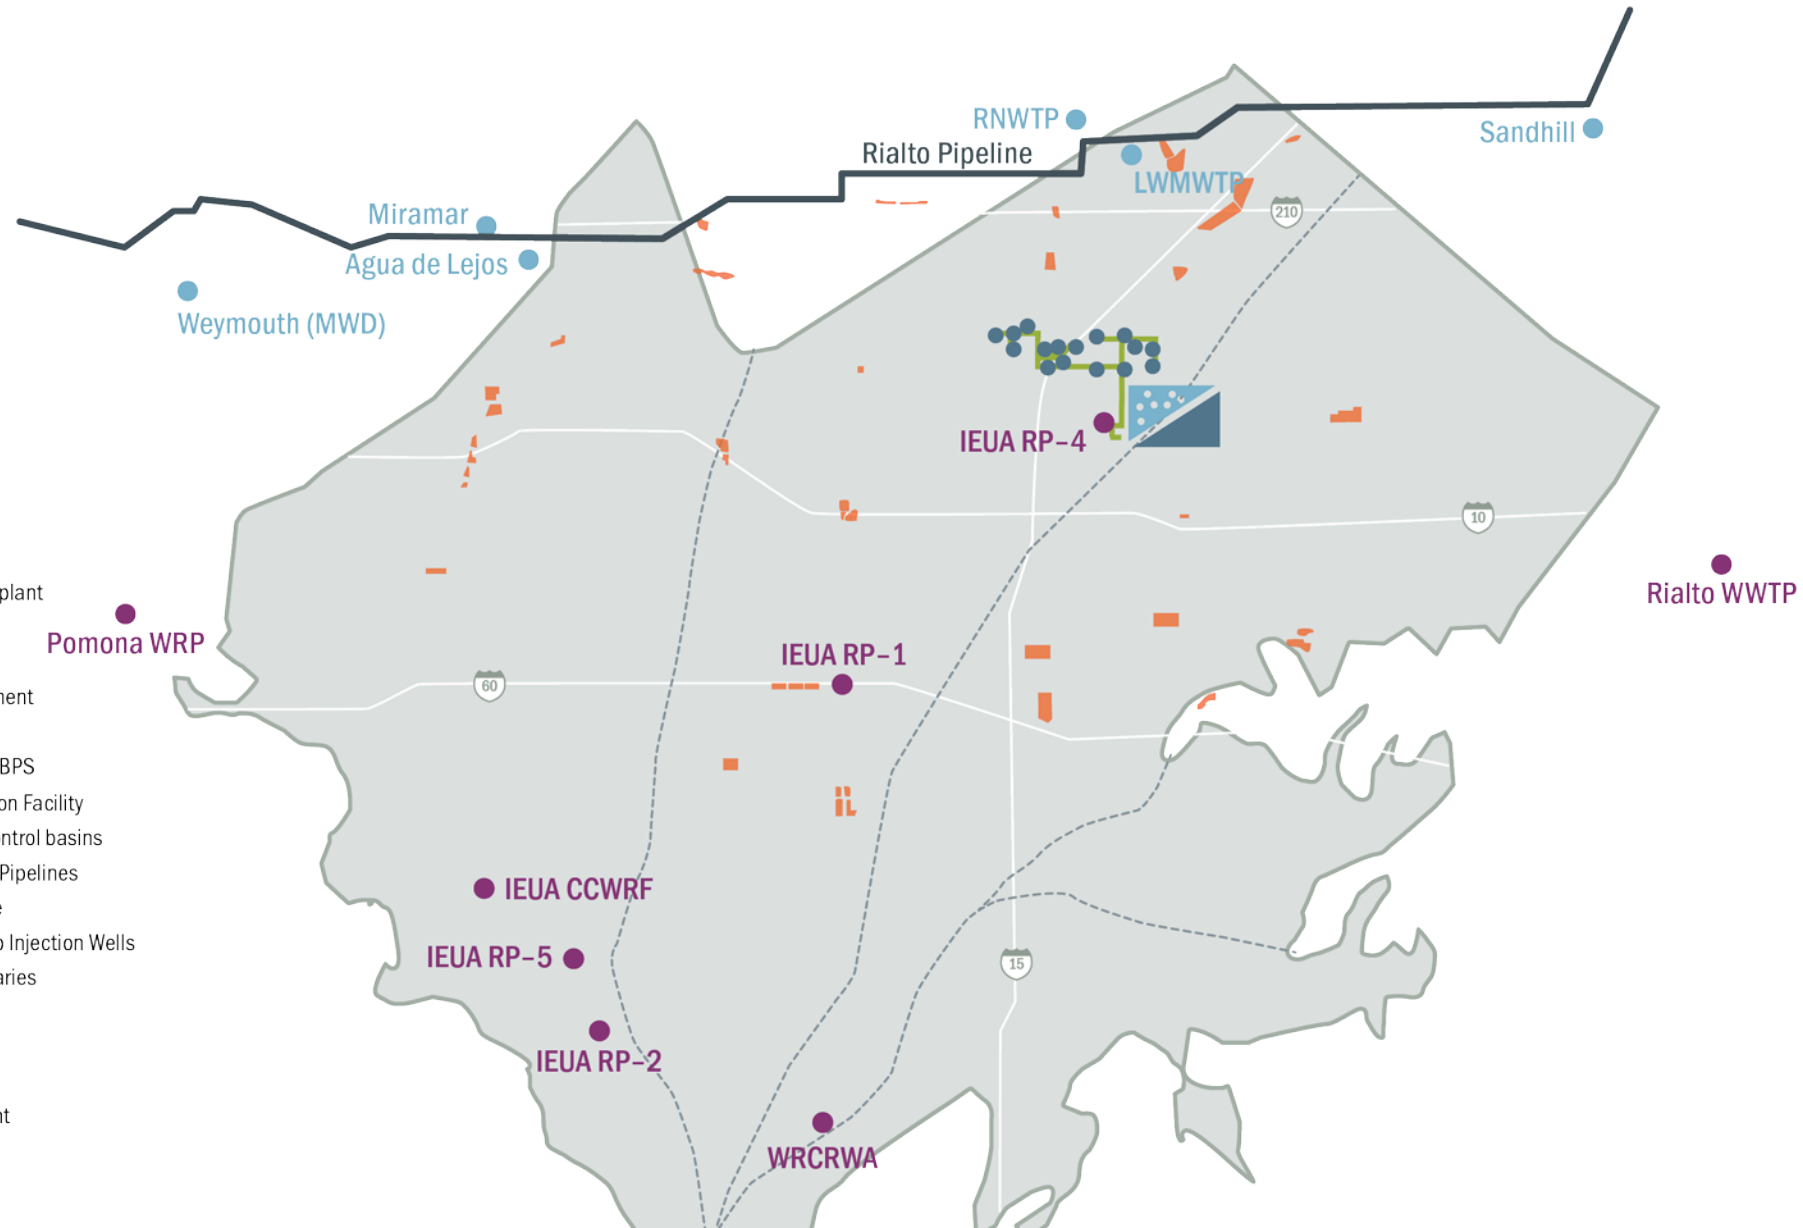 RNWTP
Sandhill
Rialto Pipeline
LWMWTP
Miramar
210
Agua de Lejos
Weymouth (MWD)
IEUA RP-4
10
plant
Rialto WWTP
Pomona WRP
IEUA RP-1
60
BPS
on Facility
ntrol basins
Pipelines
IEUA CCWRF
Injection Wells
IEUA RP-5
15
aries
IEUA RP-2
WRCRWA